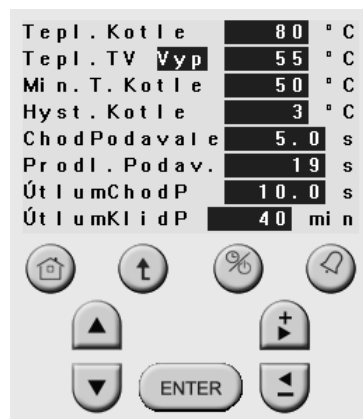 Tepl.Kotle 80 °C
Tepl.TV Vyp 55 °C
Min.T.Kotle 50 °C
Hyst.Kotle 3 °C
ChodPodavale 5.0 s
Prodl.Podav. 19 s
ÚtlumChodP 10.0 s
ÚtlumKlidP 40 min
%
+
ENTER
−